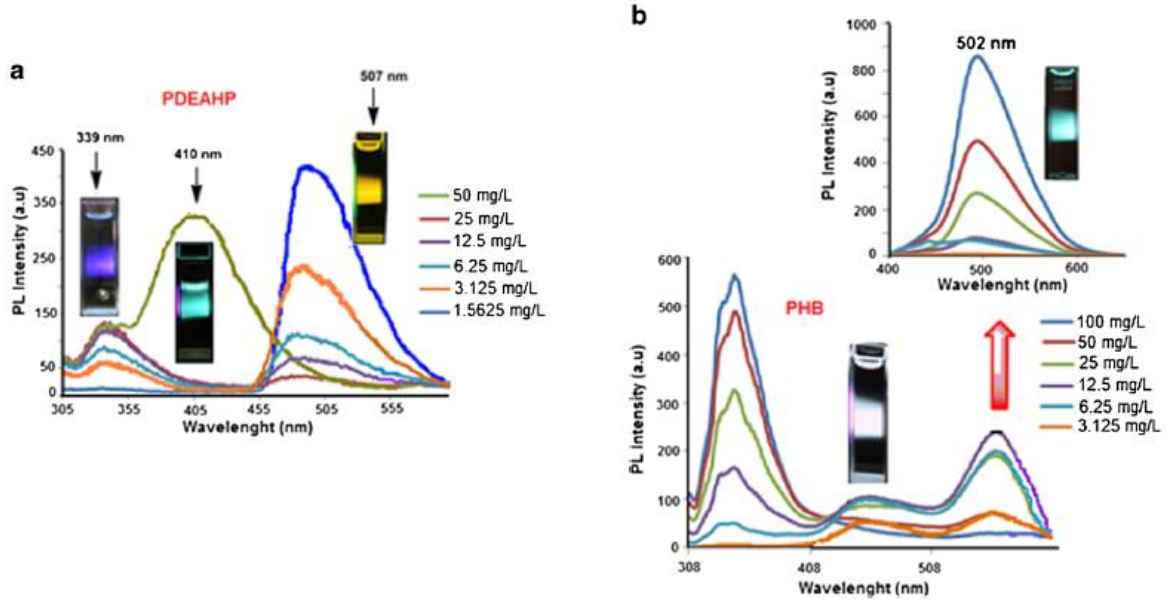 a
PDEAHP
507 nm
339 nm
410 nm
450
350
250
150
50
0
PL Intensity (a.u)
305 355 405 455 505 555
Wavelenght (nm)
50 mg/L
25 mg/L
12.5 mg/L
6.25 mg/L
3.125 mg/L
1.5625 mg/L
b
1000
800
600
400
200
0
PL Intensity (a.u)
502 nm
400 500 600
Wavelenght (nm)
600
500
400
300
200
100
0
PL Intensity (a.u)
PHB
308 408 508
Wavelenght (nm)
100 mg/L
50 mg/L
25 mg/L
12.5 mg/L
6.25 mg/L
3.125 mg/L